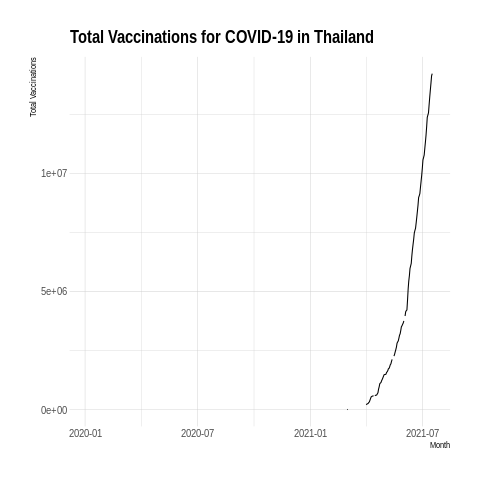 Total Vaccinations for COVID-19 in Thailand
Total Vaccinations
1e+07
5e+06
0e+00
2020-01 2020-07 2021-01 2021-07
Month